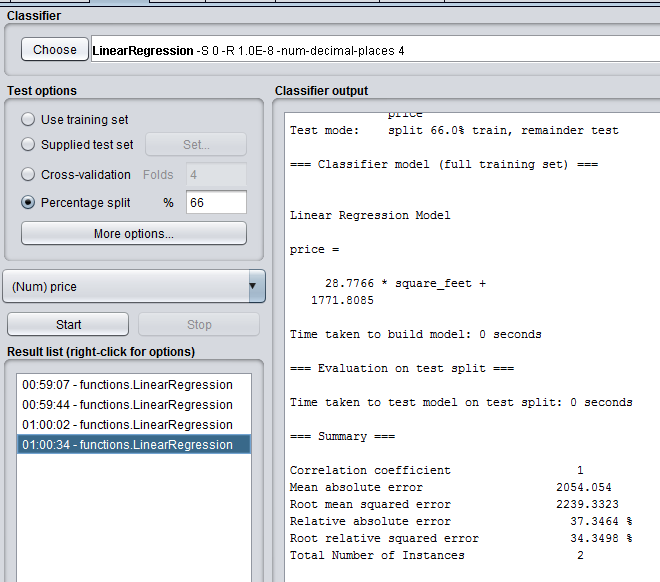 Classifier
Choose LinearRegression -S 0 -R 1.0E-8 -num-decimal-places 4
Test options
Use training set
Supplied test set Set...
Cross-validation Folds 4
Percentage split % 66
More options...
(Num) price
Start Stop
Result list (right-click for options)
00:59:07 - functions.LinearRegression
00:59:44 - functions.LinearRegression
01:00:02 - functions.LinearRegression
01:00:34 - functions.LinearRegression
Classifier output
price
Test mode: split 66.0% train, remainder test
=== Classifier model (full training set) ===
Linear Regression Model
price =
28.7766 * square_feet +
1771.8085
Time taken to build model: 0 seconds
=== Evaluation on test split ===
Time taken to test model on test split: 0 seconds
=== Summary ===
Correlation coefficient 1
Mean absolute error 2054.054
Root mean squared error 2239.3323
Relative absolute error 37.3464 %
Root relative squared error 34.3498 %
Total Number of Instances 2